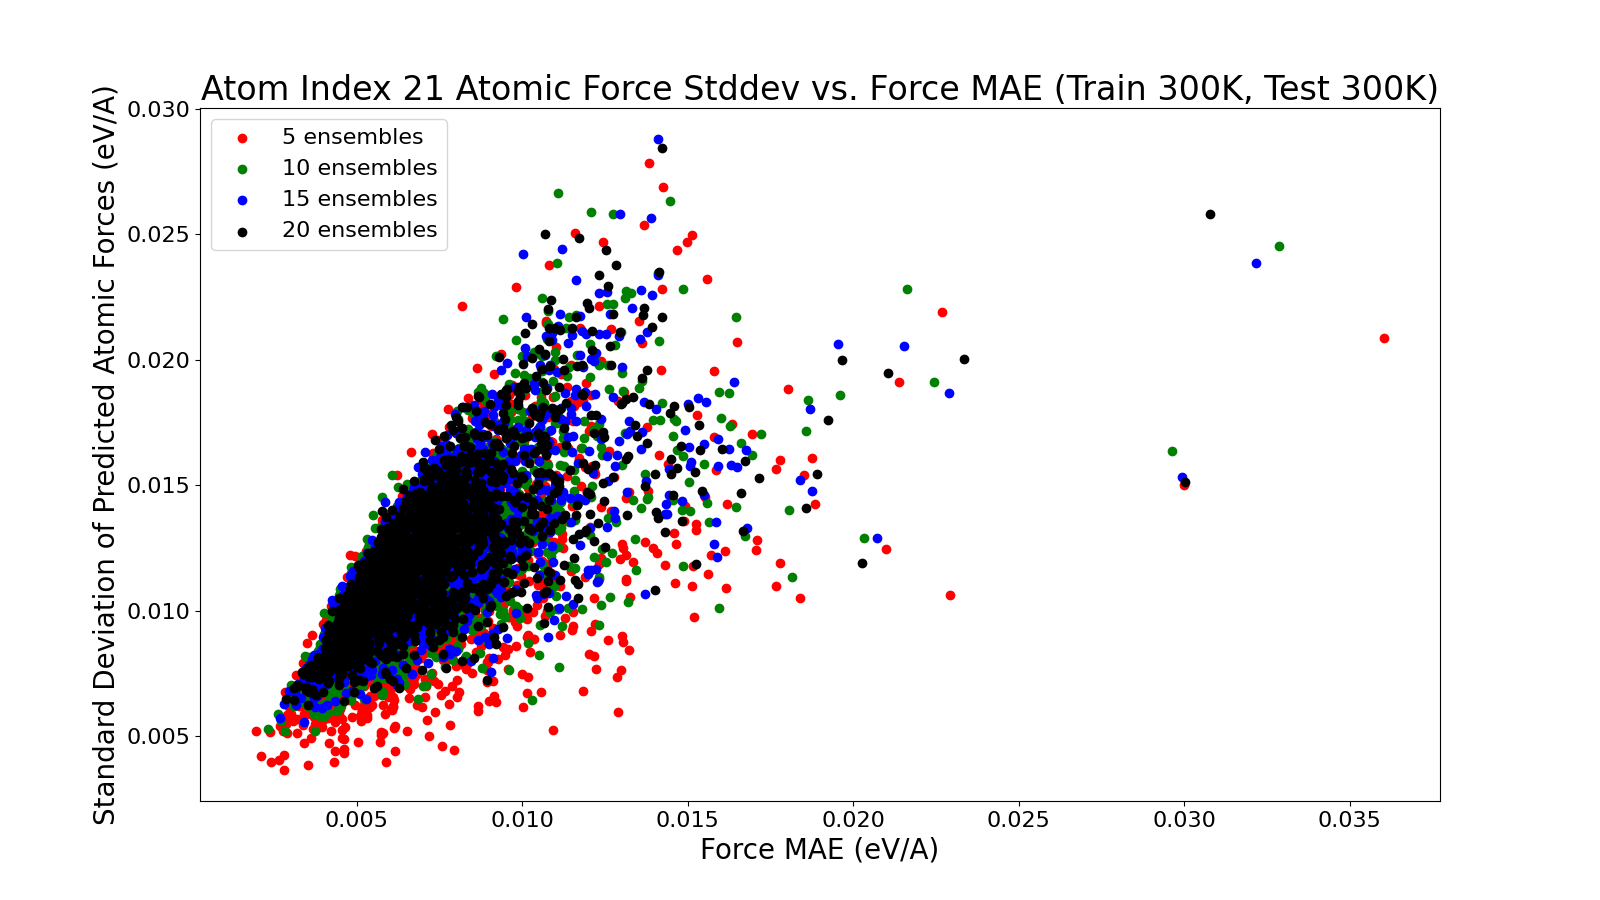 Atom Index 21 Atomic Force Stddev vs. Force MAE (Train 300K, Test 300K)
Standard Deviation of Predicted Atomic Forces (eV/A)
0.030
0.025
0.020
0.015
0.010
0.005
5 ensembles
10 ensembles
15 ensembles
20 ensembles
0.005 0.010 0.015 0.020 0.025 0.030 0.035
Force MAE (eV/A)